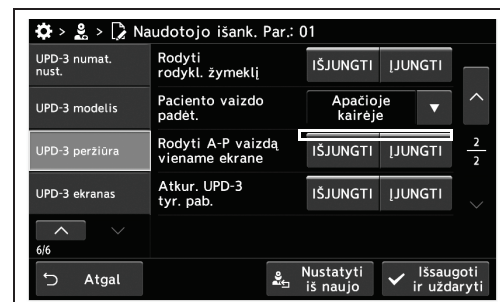 > > Naudotojo išank. Par.: 01
UPD-3 numat.
nust.
Rodyti
rodykl. žymeklį
IŠJUNGTI ĮJUNGTI
UPD-3 modelis
Paciento vaizdo
padėt.
Apačioje
kairėje
UPD-3 peržiūra
Rodyti A-P vaizdą
viename ekrane
IŠJUNGTI ĮJUNGTI
2
2
UPD-3 ekranas
Atkur. UPD-3
tyr. pab.
IŠJUNGTI ĮJUNGTI
6/6
Atgal
Nustatyti
iš naujo
Išsaugoti
ir uždaryti